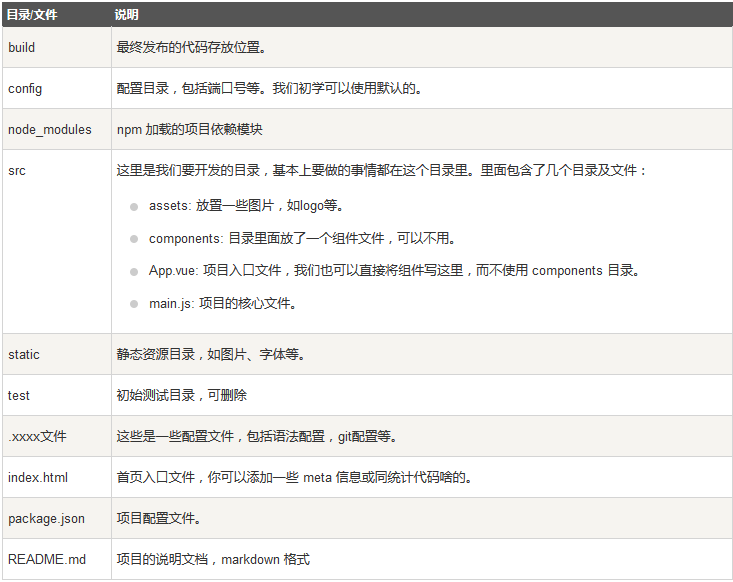 目录/文件 说明
build 最终发布的代码存放位置。
config 配置目录，包括端口号等。我们初学可以使用默认的。
node_modules npm 加载的项目依赖模块
src 这里是我们要开发的目录，基本上要做的事情都在这个目录里。里面包含了几个目录及文件：
assets: 放置一些图片，如logo等。
components: 目录里面放了一个组件文件，可以不用。
App.vue: 项目入口文件，我们也可以直接将组件写这里，而不使用 components 目录。
main.js: 项目的核心文件。
static 静态资源目录，如图片、字体等。
test 初始测试目录，可删除
.xxxx文件 这些是一些配置文件，包括语法配置，git配置等。
index.html 首页入口文件，你可以添加一些 meta 信息或同统计代码啥的。
package.json 项目配置文件。
README.md 项目的说明文档，markdown 格式